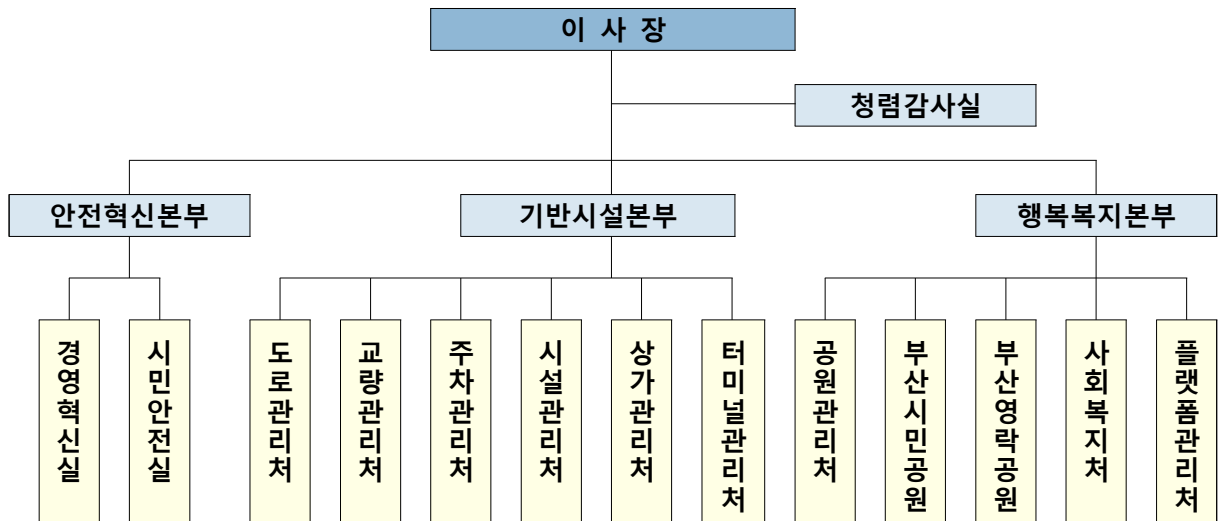 이 사 장
청렴감사실
안전혁신본부
기반시설본부
행복복지본부
경영혁신실
시민안전실
도로관리처
교량관리처
주차관리처
시설관리처
상가관리처
터미널관리처
공원관리처
부산시민공원
부산영락공원
사회복지처
플랫폼관리처